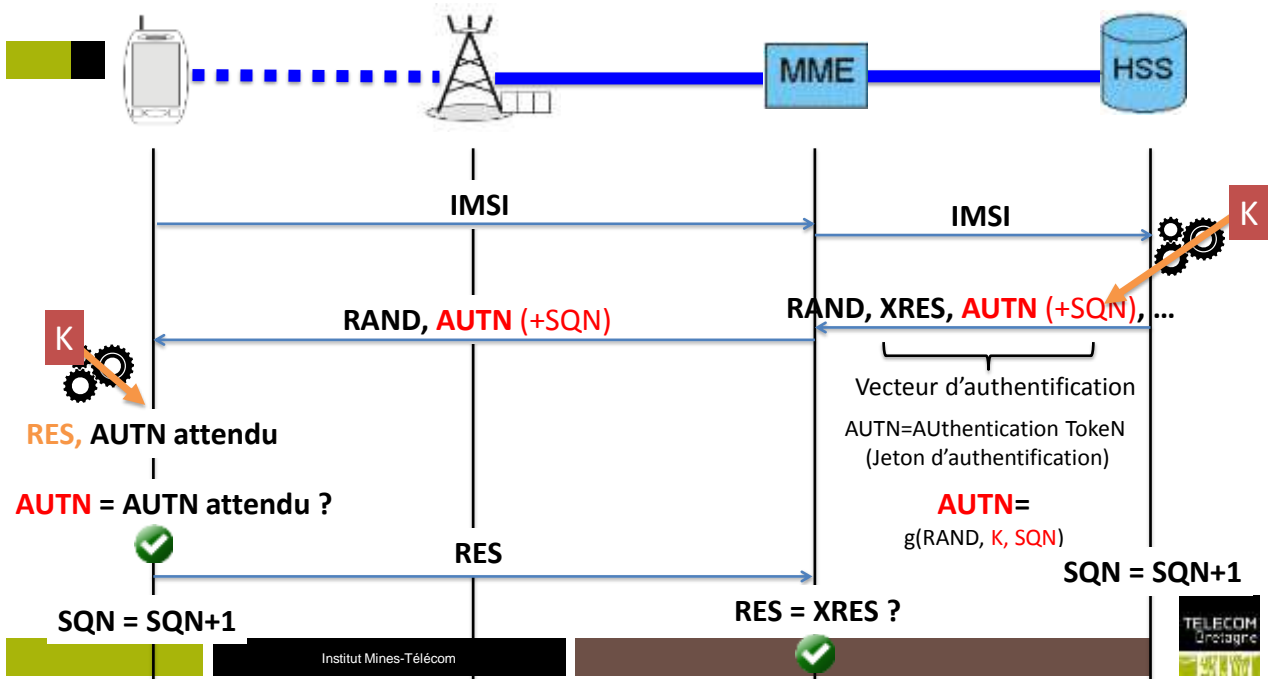 MME
HSS
IMSI
IMSI
K
RAND, XRES, AUTN (+SQN), ...
RAND, AUTN (+SQN)
K
Vecteur d'authentification
RES, AUTN attendu
AUTN=AUthentication TokeN
(Jeton d'authentification)
AUTN = AUTN attendu ?
AUTN=
g(RAND, K, SQN)
RES
SQN = SQN+1
RES = XRES ?
SQN = SQN+1
Institut Mines-Télécom
TELECOM
Bretagne